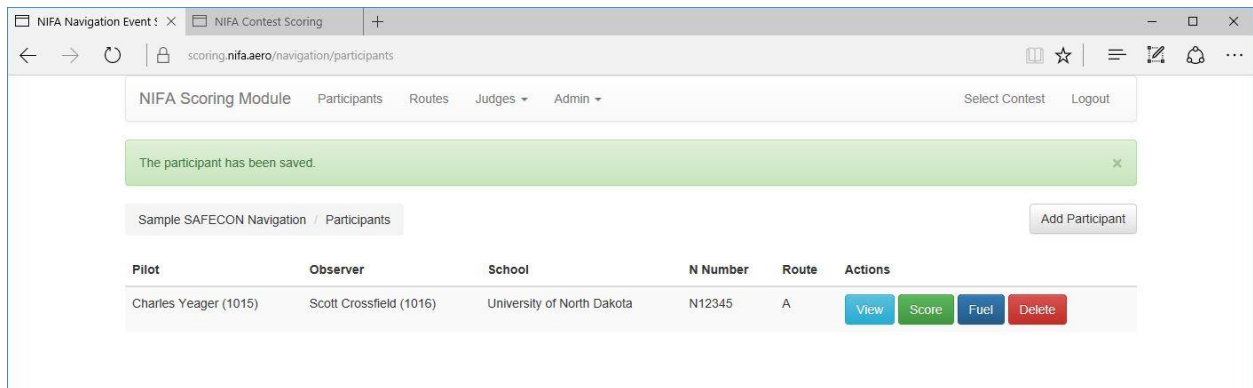 NIFA Navigation Event S NIFA Contest Scoring
scoring.nifa.aero/navigation/participants
NIFA Scoring Module Participants Routes Judges Admin Select Contest Logout
The participant has been saved. ×
Sample SAFECON Navigation / Participants Add Participant
Pilot Observer School N Number Route Actions
Charles Yeager (1015) Scott Crossfield (1016) University of North Dakota N12345 A View Score Fuel Delete